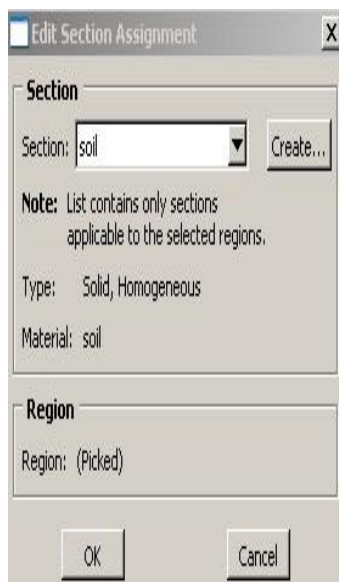 Edit Section Assignment X
Section
Section: soil Create...
Note: List contains only sections
applicable to the selected regions.
Type: Solid, Homogeneous
Material: soil
Region
Region: (Picked)
OK Cancel